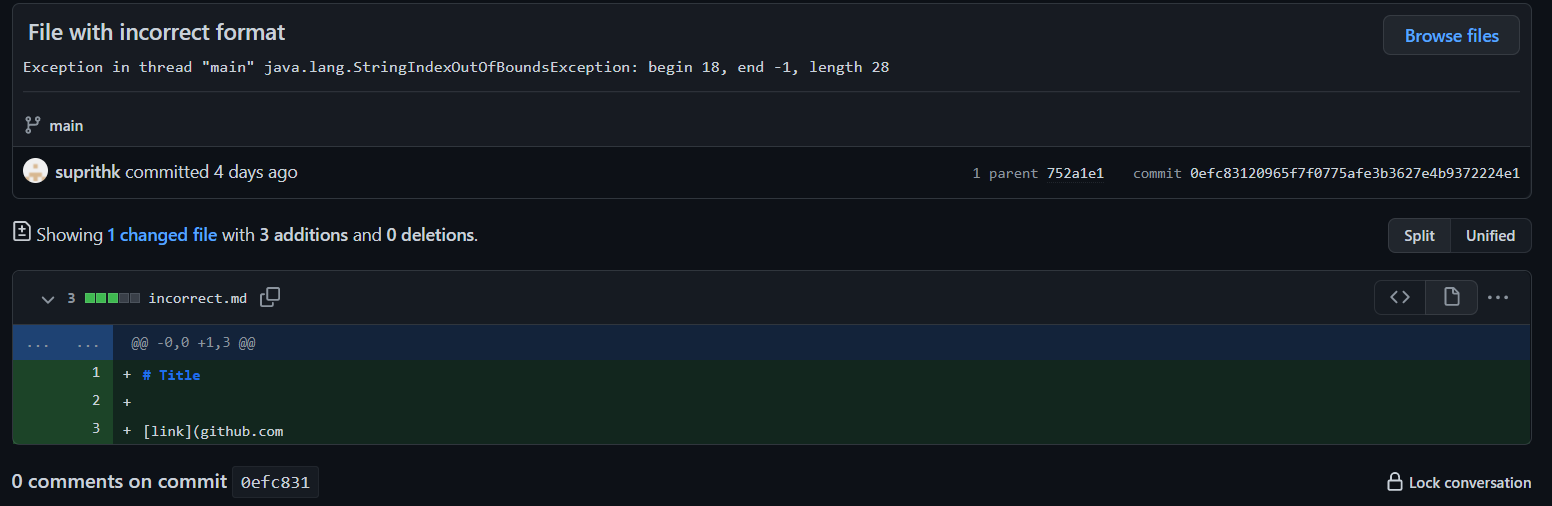 File with incorrect format
Browse files
Exception in thread "main" java.lang.StringIndexOutOfBoundsException: begin 18, end -1, length 28
main
suprithk committed 4 days ago
1 parent 752a1e1 commit 0efc83120965f7f0775afe3b3627e4b9372224e1
Showing 1 changed file with 3 additions and 0 deletions.
Split Unified
3 incorrect.md
... ... @@ -0,0 +1,3 @@
1 + # Title
2 +
3 + [link](github.com
0 comments on commit 0efc831
Lock conversation